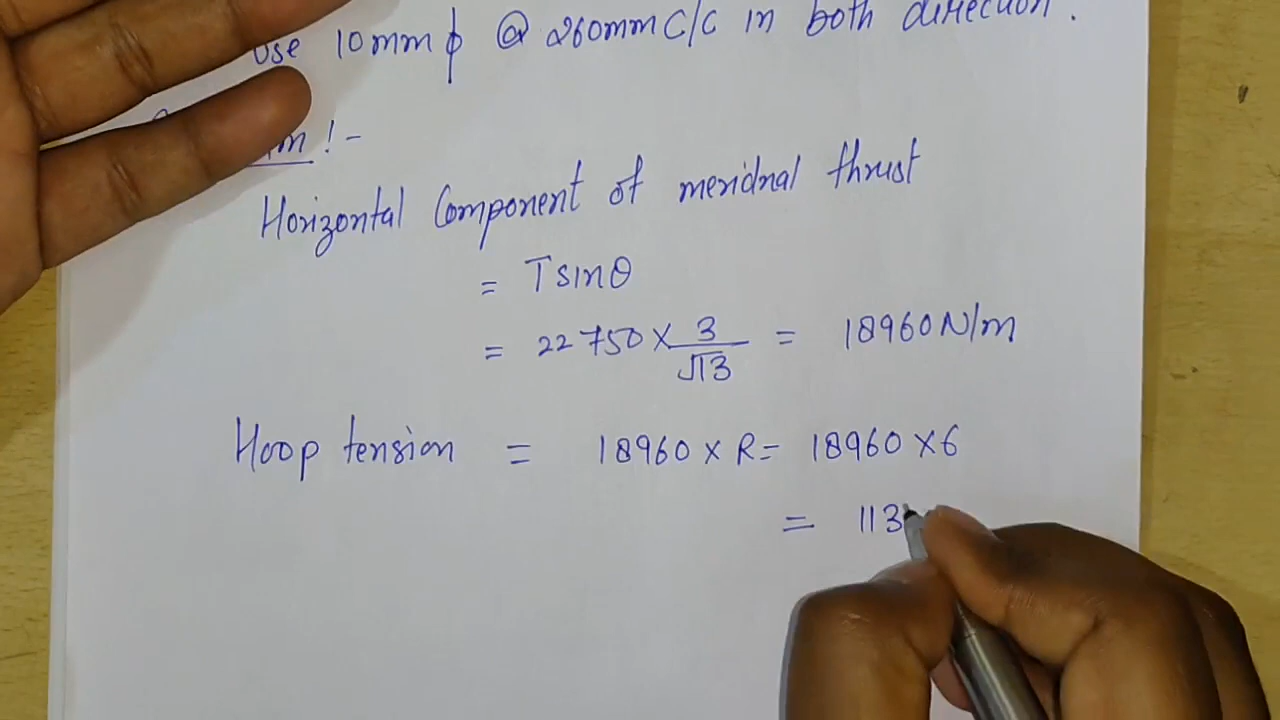 Use 10mm ϕ @ 260mm C/C in both direction.
!-
Horizontal Component of meridnal thrust
= T sinθ
= 22750 × 3/√13 = 18960 N/m
Hoop tension = 18960 × R = 18960 × 6
= 113